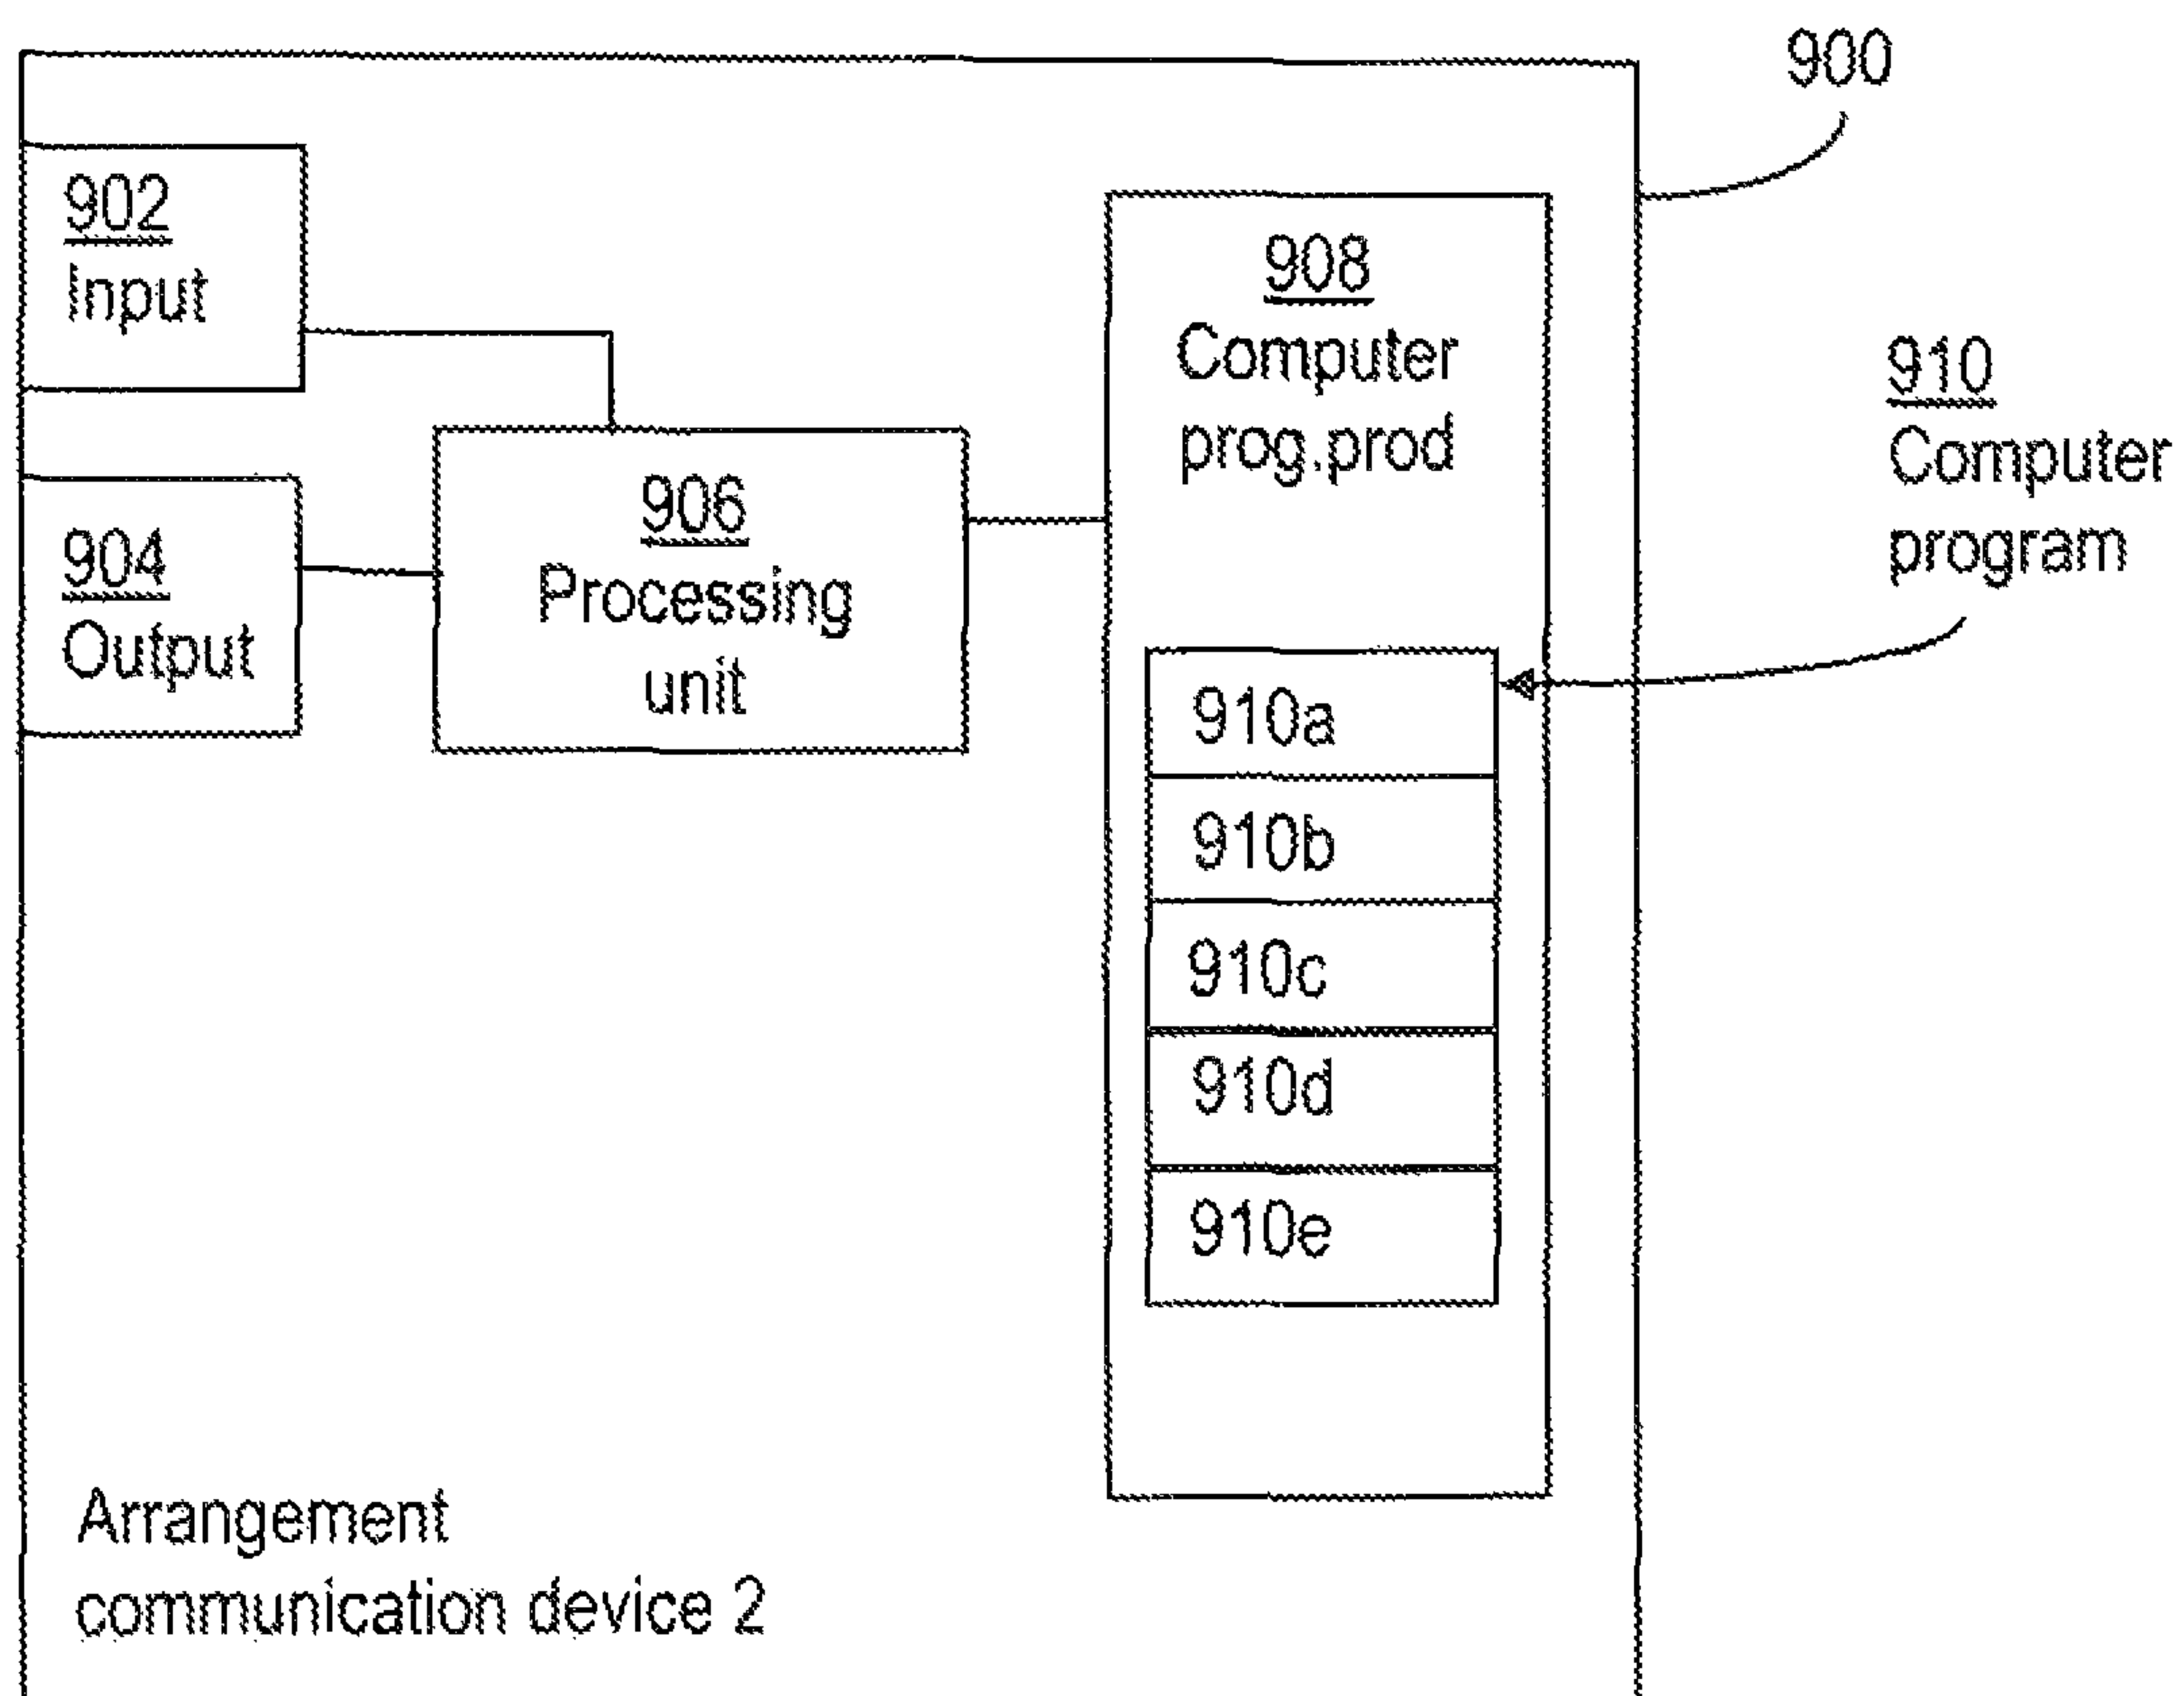 900
902
Input
904
Output
906
Processing
unit
908
Computer
prog.prod
910
Computer
program
910a
910b
910c
910d
910e
Arrangement
communication device 2